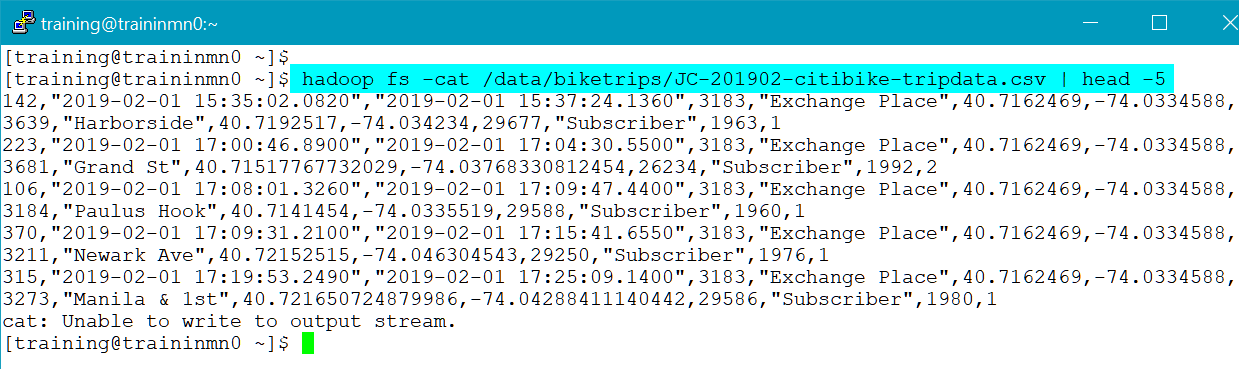 training@traininmn0:~
[training@traininmn0 ~]$
[training@traininmn0 ~]$ hadoop fs -cat /data/biketrips/JC-201902-citibike-tripdata.csv | head -5
142,"2019-02-01 15:35:02.0820","2019-02-01 15:37:24.1360",3183,"Exchange Place",40.7162469,-74.0334588,
3639,"Harborside",40.7192517,-74.034234,29677,"Subscriber",1963,1
223,"2019-02-01 17:00:46.8900","2019-02-01 17:04:30.5500",3183,"Exchange Place",40.7162469,-74.0334588,
3681,"Grand St",40.71517767732029,-74.03768330812454,26234,"Subscriber",1992,2
106,"2019-02-01 17:08:01.3260","2019-02-01 17:09:47.4400",3183,"Exchange Place",40.7162469,-74.0334588,
3184,"Paulus Hook",40.7141454,-74.0335519,29588,"Subscriber",1960,1
370,"2019-02-01 17:09:31.2100","2019-02-01 17:15:41.6550",3183,"Exchange Place",40.7162469,-74.0334588,
3211,"Newark Ave",40.72152515,-74.046304543,29250,"Subscriber",1976,1
315,"2019-02-01 17:19:53.2490","2019-02-01 17:25:09.1400",3183,"Exchange Place",40.7162469,-74.0334588,
3273,"Manila & 1st",40.721650724879986,-74.04288411140442,29586,"Subscriber",1980,1
cat: Unable to write to output stream.
[training@traininmn0 ~]$